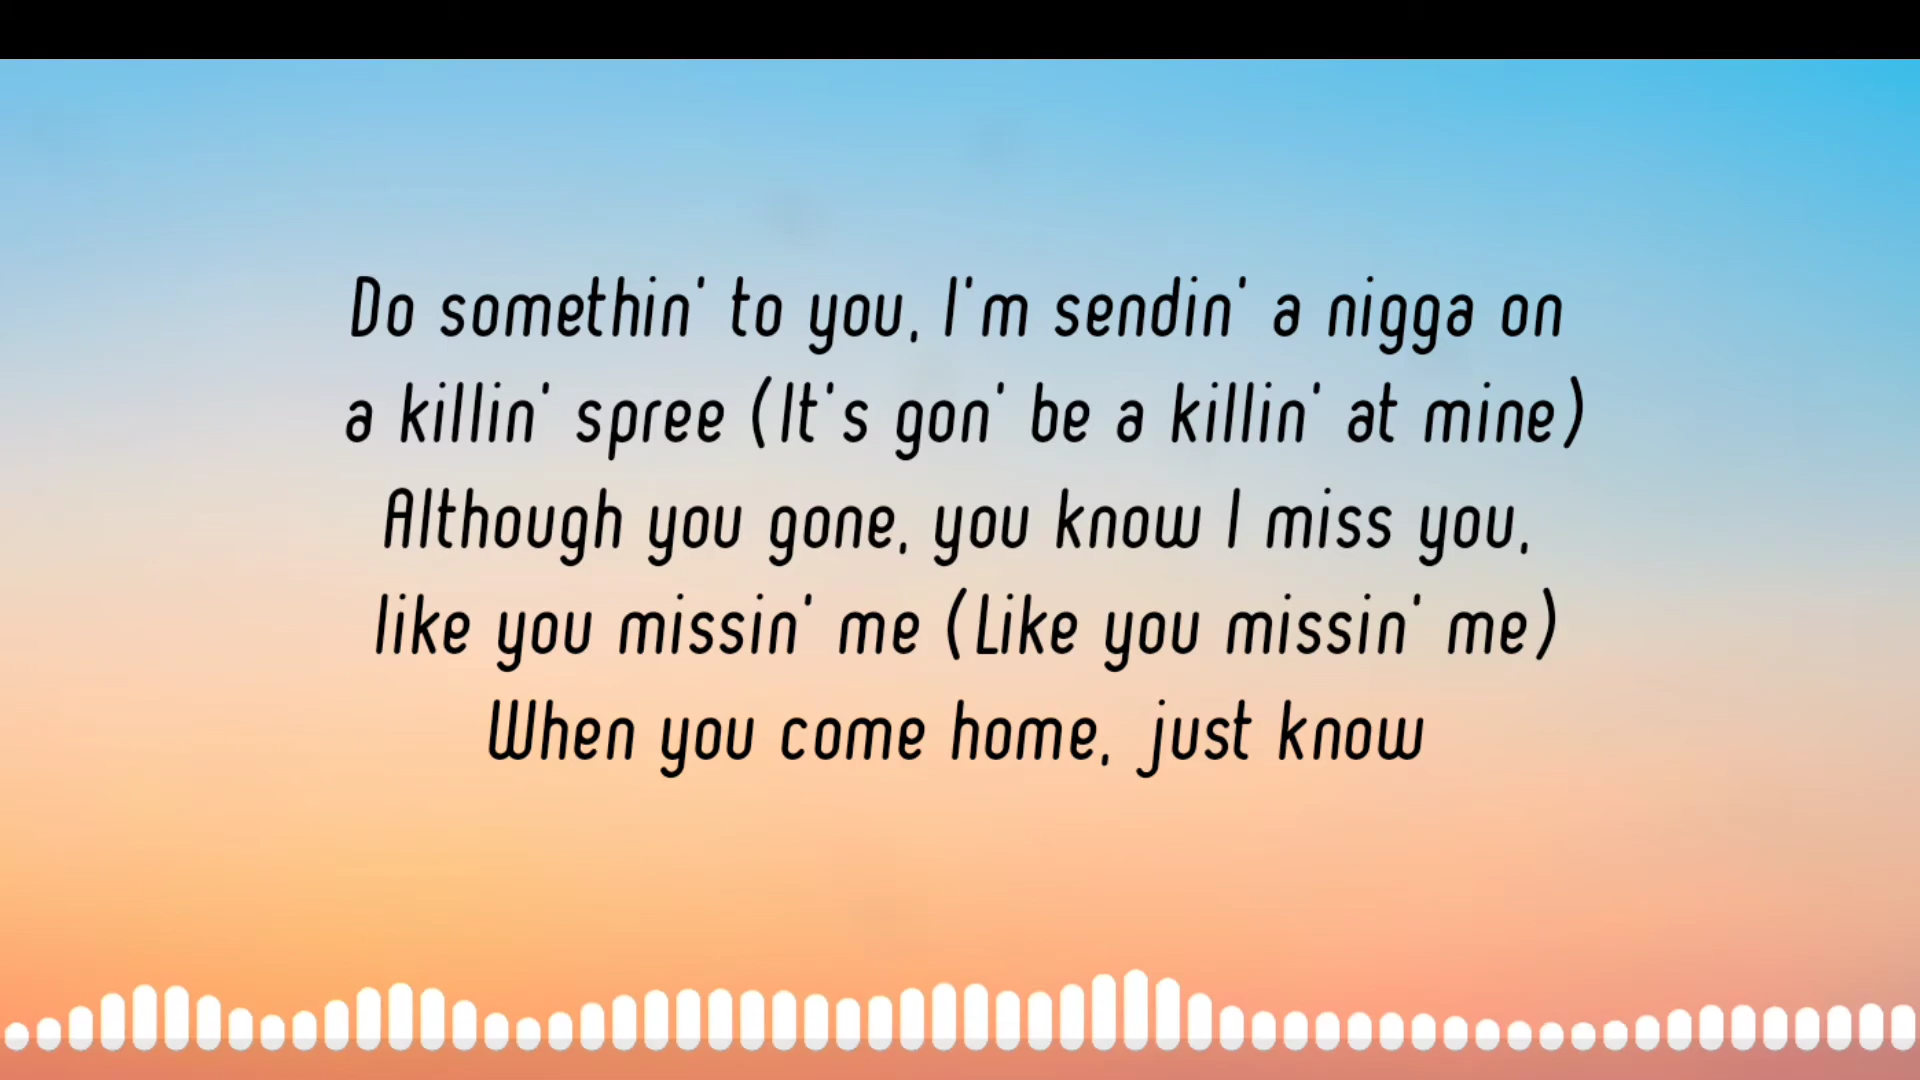 Do somethin' to you, I'm sendin' a nigga on
a killin' spree (It's gon' be a killin' at mine)
Although you gone, you know I miss you,
like you missin' me (Like you missin' me)
When you come home, just know